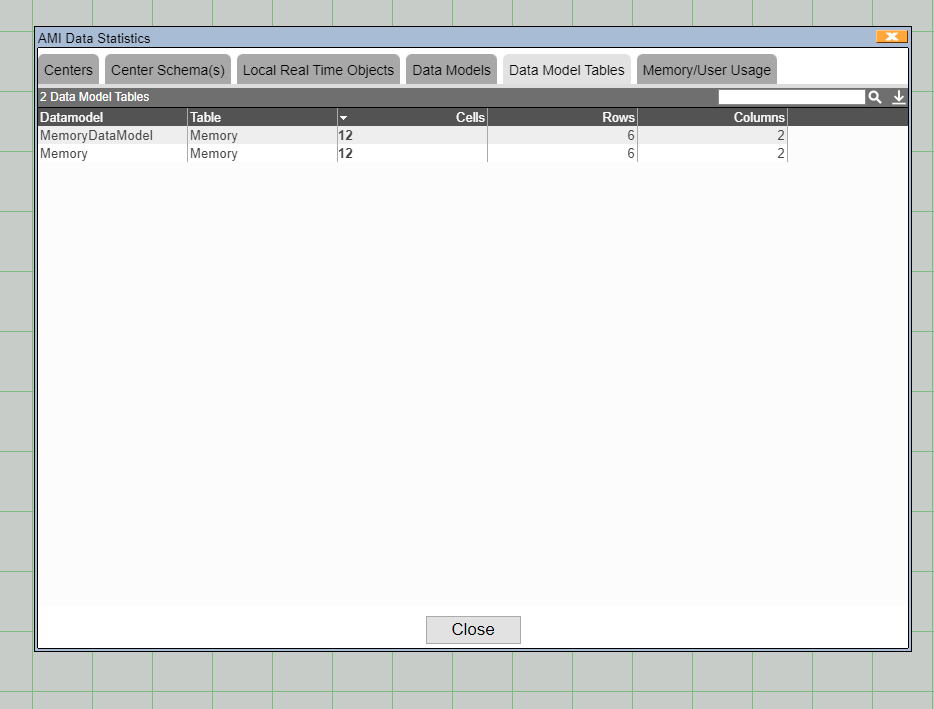 AMI Data Statistics
Centers Center Schema(s) Local Real Time Objects Data Models Data Model Tables Memory/User Usage
2 Data Model Tables
Datamodel Table Cells Rows Columns
MemoryDataModel Memory 12 6 2
Memory Memory 12 6 2
Close